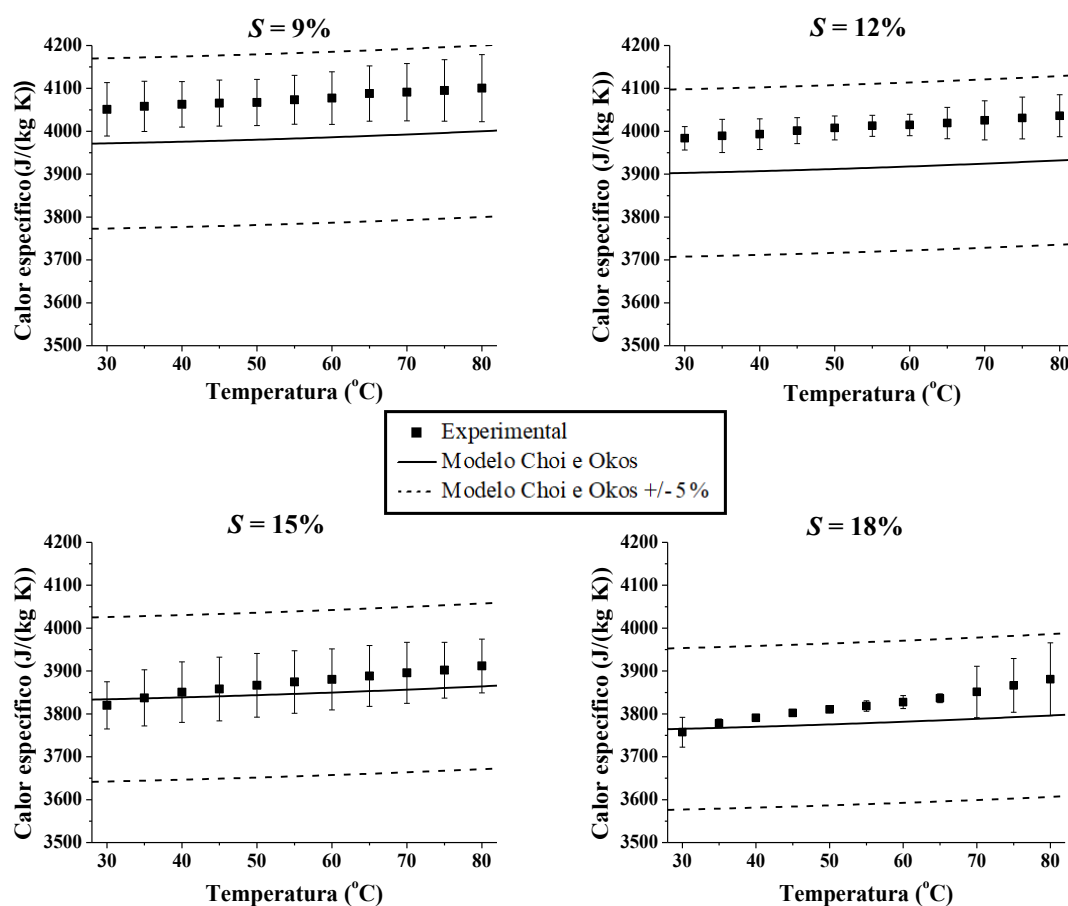 S = 9%
Calor específico (J/(kg K))
4200
4100
4000
3900
3800
3700
3600
3500
30 40 50 60 70 80
Temperatura (°C)
S = 12%
Calor específico (J/(kg K))
4200
4100
4000
3900
3800
3700
3600
3500
30 40 50 60 70 80
Temperatura (°C)
Experimental
Modelo Choi e Okos
Modelo Choi e Okos +/-5%
S = 15%
Calor específico (J/(kg K))
4200
4100
4000
3900
3800
3700
3600
3500
30 40 50 60 70 80
Temperatura (°C)
S = 18%
Calor específico (J/(kg K))
4200
4100
4000
3900
3800
3700
3600
3500
30 40 50 60 70 80
Temperatura (°C)